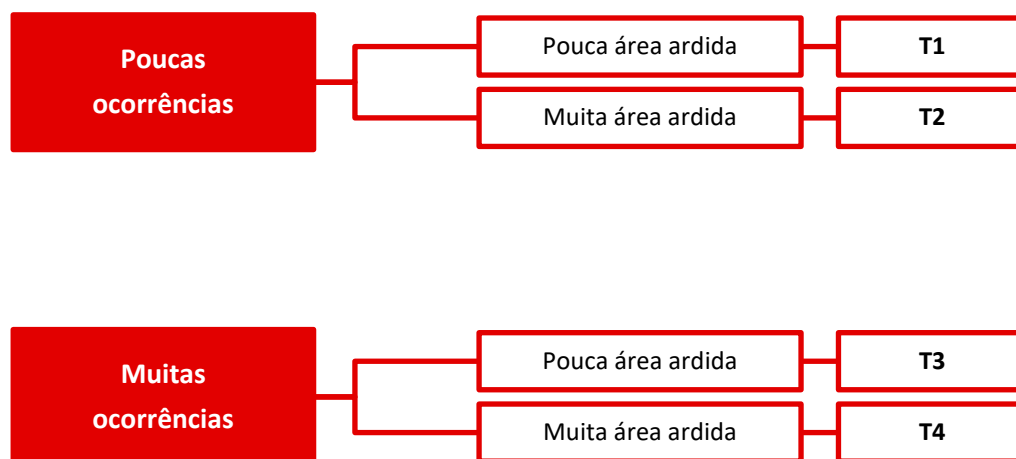 Poucas
ocorrências
Pouca área ardida
T1
Muita área ardida
T2
Muitas
ocorrências
Pouca área ardida
T3
Muita área ardida
T4